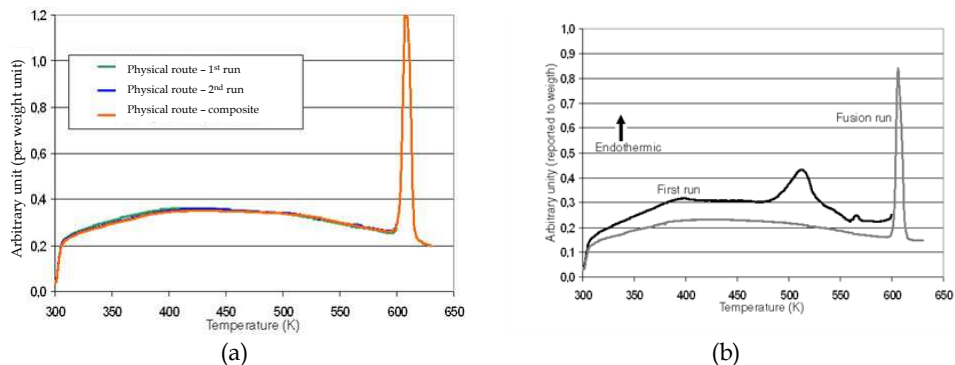 1,2
1,0
0,8
0,6
0,4
0,2
0,0
Arbitrary unit (per weight unit)
Physical route – 1st run
Physical route – 2nd run
Physical route – composite
300 350 400 450 500 550 600 650
Temperature (K)
(a)
1,0
0,9
0,8
0,7
0,6
0,5
0,4
0,3
0,2
0,1
0,0
Arbitrary unity (reported to weigth)
Endothermic
Fusion run
First run
300 350 400 450 500 550 600 650
Temperature (K)
(b)